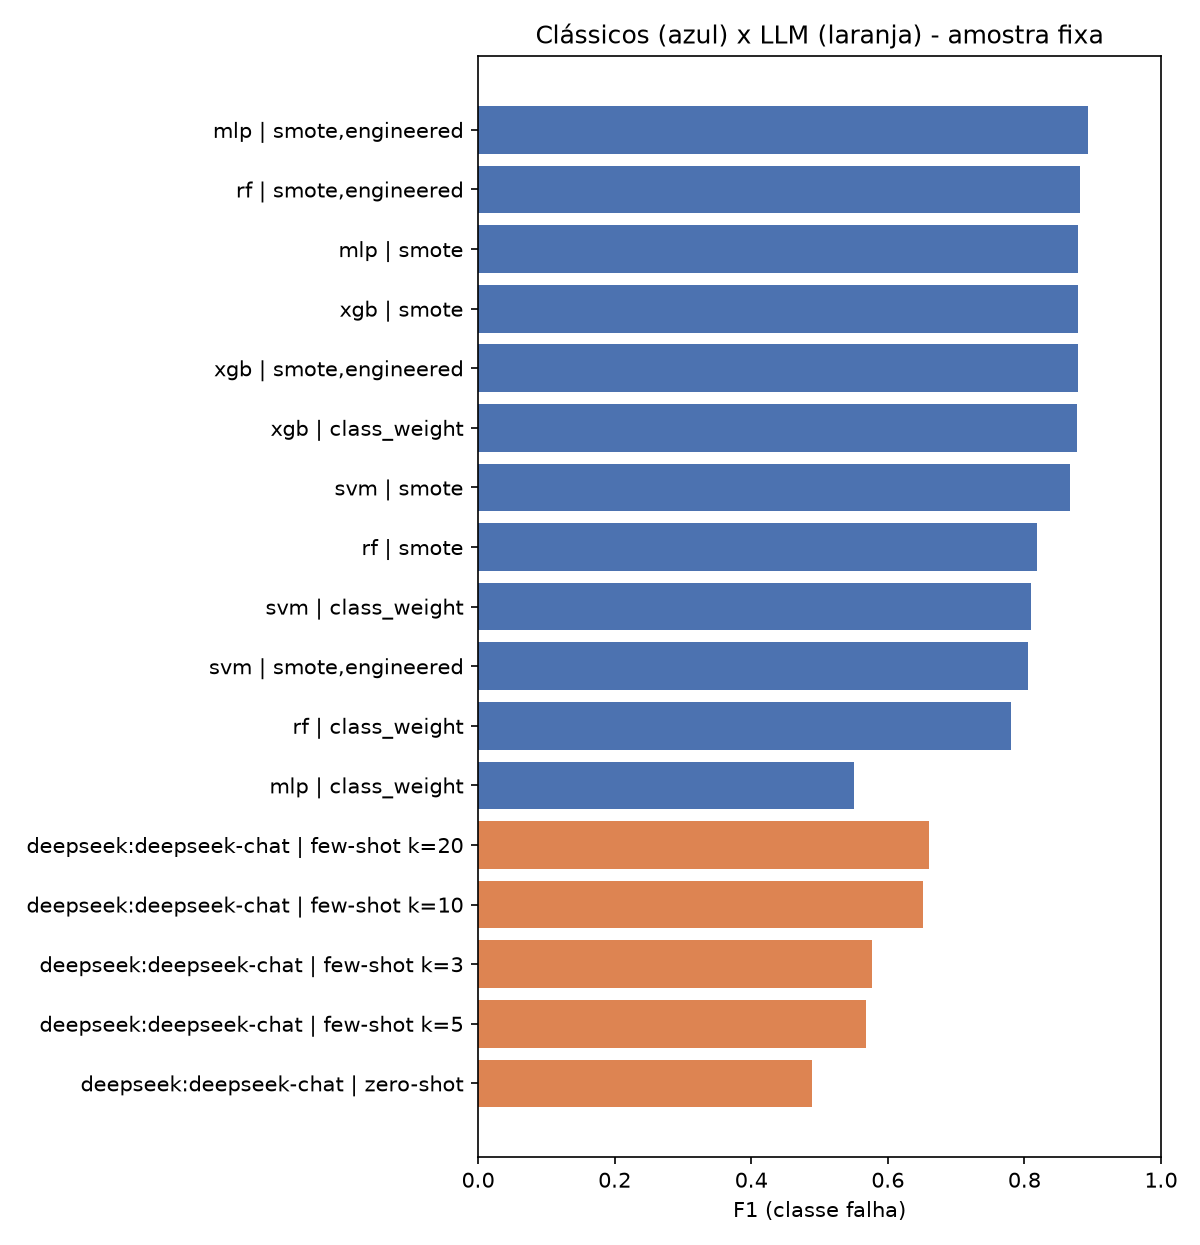 Clássicos (azul) x LLM (laranja) - amostra fixa
mlp | smote,engineered
rf | smote,engineered
mlp | smote
xgb | smote
xgb | smote,engineered
xgb | class_weight
svm | smote
rf | smote
svm | class_weight
svm | smote,engineered
rf | class_weight
mlp | class_weight
deepseek:deepseek-chat | few-shot k=20
deepseek:deepseek-chat | few-shot k=10
deepseek:deepseek-chat | few-shot k=3
deepseek:deepseek-chat | few-shot k=5
deepseek:deepseek-chat | zero-shot
0.0 0.2 0.4 0.6 0.8 1.0
F1 (classe falha)